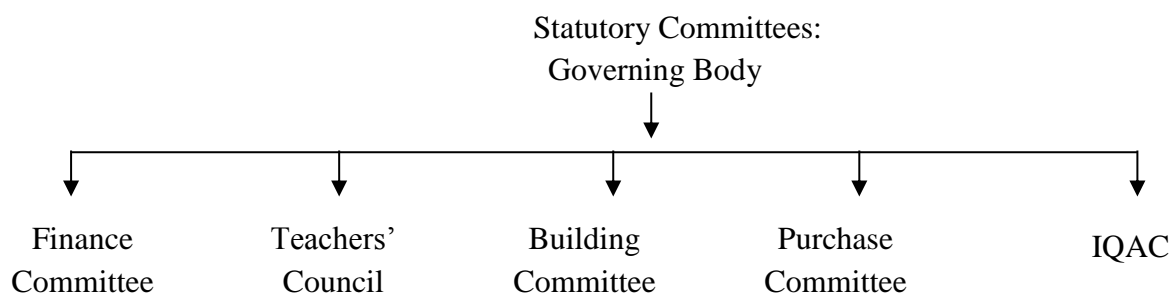 Statutory Committees:
Governing Body
Finance
Committee
Teachers’
Council
Building
Committee
Purchase
Committee
IQAC